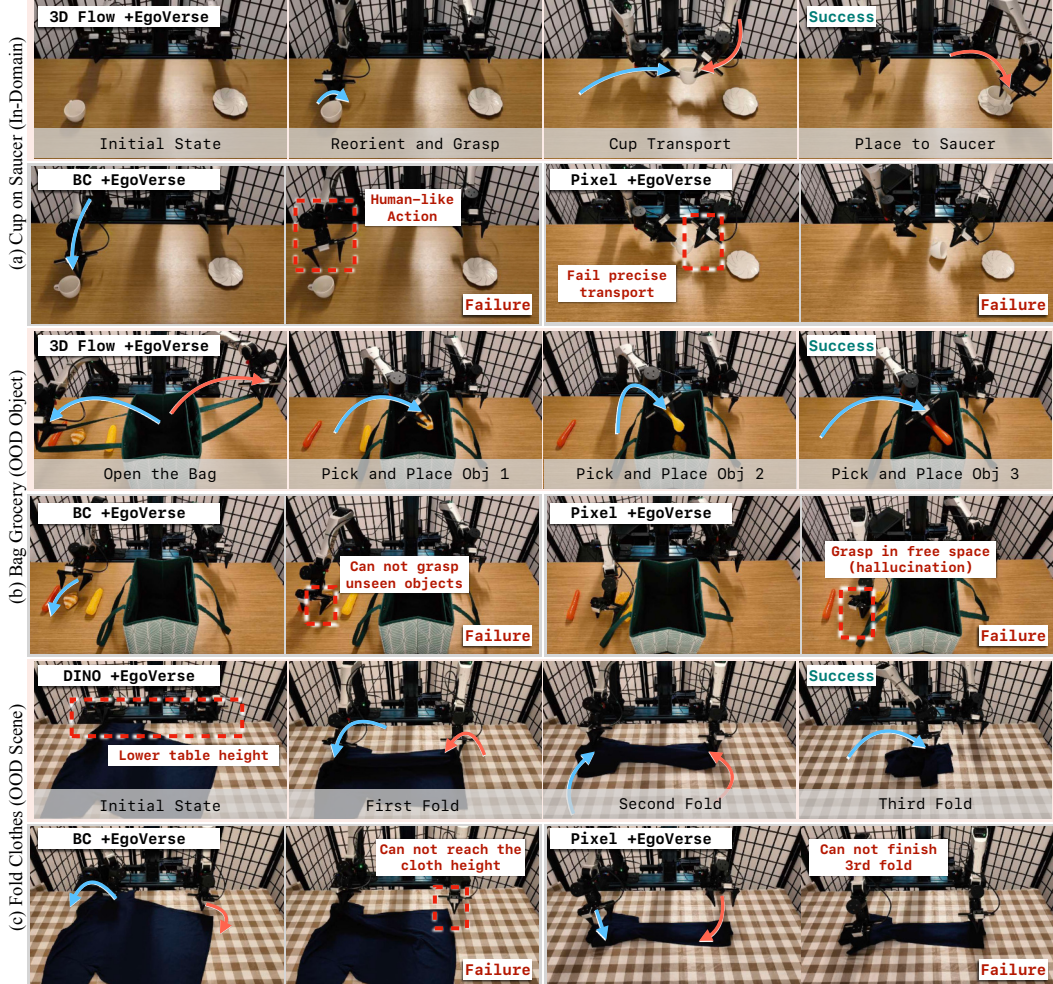 (a) Cup on Saucer (In-Domain)
3D Flow +EgoVerse
Success
Initial State
Reorient and Grasp
Cup Transport
Place to Saucer
BC +EgoVerse
Human-like
Action
Failure
Pixel +EgoVerse
Fail precise
transport
Failure
(b) Bag Grocery (OOD Object)
3D Flow +EgoVerse
Success
Open the Bag
Pick and Place Obj 1
Pick and Place Obj 2
Pick and Place Obj 3
BC +EgoVerse
Can not grasp
unseen objects
Failure
Pixel +EgoVerse
Grasp in free space
(hallucination)
Failure
(c) Fold Clothes (OOD Scene)
DINO +EgoVerse
Lower table height
Success
Initial State
First Fold
Second Fold
Third Fold
BC +EgoVerse
Can not reach the
cloth height
Failure
Pixel +EgoVerse
Can not finish
3rd fold
Failure